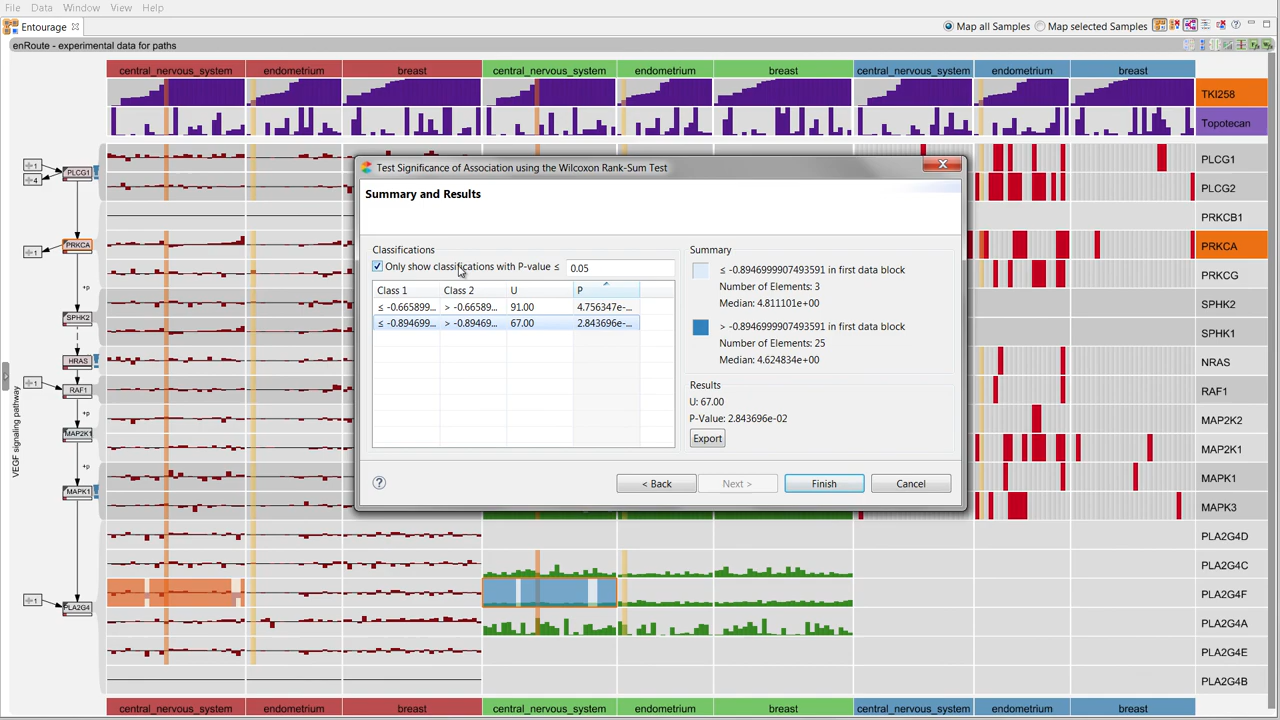 File Data Window View Help
Entourage
Map all Samples Map selected Samples
enRoute - experimental data for paths
central_nervous_system endometrium breast central_nervous_system endometrium breast central_nervous_system endometrium breast
TKI258
Topotecan
1
4
PLCG1
1
PRKCA
+p
SPHK2
HRAS
1
RAF1
+p
MAP2K1
+p
MAPK1
1
PLA2G4
VEGF signaling pathway
Test Significance of Association using the Wilcoxon Rank-Sum Test
Summary and Results
Classifications
Only show classifications with P-value ≤ 0.05
Class 1 Class 2 U P
≤ -0.665899... > -0.66589... 91.00 4.756347e-...
≤ -0.894699... > -0.89469... 67.00 2.843696e-...
Summary
≤ -0.8946999907493591 in first data block
Number of Elements: 3
Median: 4.811101e+00
> -0.8946999907493591 in first data block
Number of Elements: 25
Median: 4.624834e+00
Results
U: 67.00
P-Value: 2.843696e-02
Export
?
< Back Next > Finish Cancel
PLCG1
PLCG2
PRKCB1
PRKCA
PRKCG
SPHK2
SPHK1
NRAS
RAF1
MAP2K2
MAP2K1
MAPK1
MAPK3
PLA2G4D
PLA2G4C
PLA2G4F
PLA2G4A
PLA2G4E
PLA2G4B
central_nervous_system endometrium breast central_nervous_system endometrium breast central_nervous_system endometrium breast